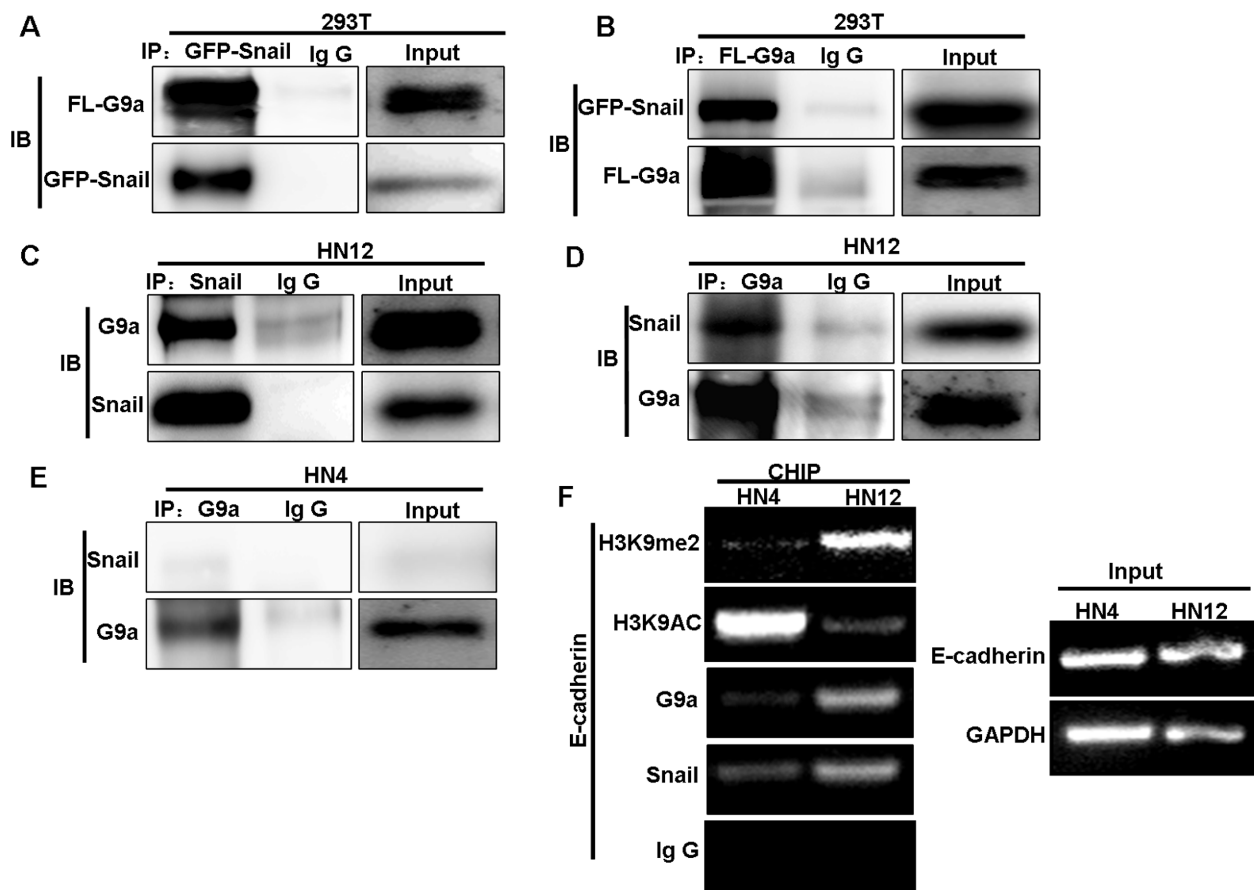 A
293T
IP：GFP-Snail Ig G Input
IB
FL-G9a
GFP-Snail
B
293T
IP：FL-G9a Ig G Input
IB
GFP-Snail
FL-G9a
C
HN12
IP：Snail Ig G Input
IB
G9a
Snail
D
HN12
IP：G9a Ig G Input
IB
Snail
G9a
E
HN4
IP：G9a Ig G Input
IB
Snail
G9a
F
CHIP
HN4 HN12
E-cadherin
H3K9me2
H3K9AC
G9a
Snail
Ig G
Input
HN4 HN12
E-cadherin
GAPDH